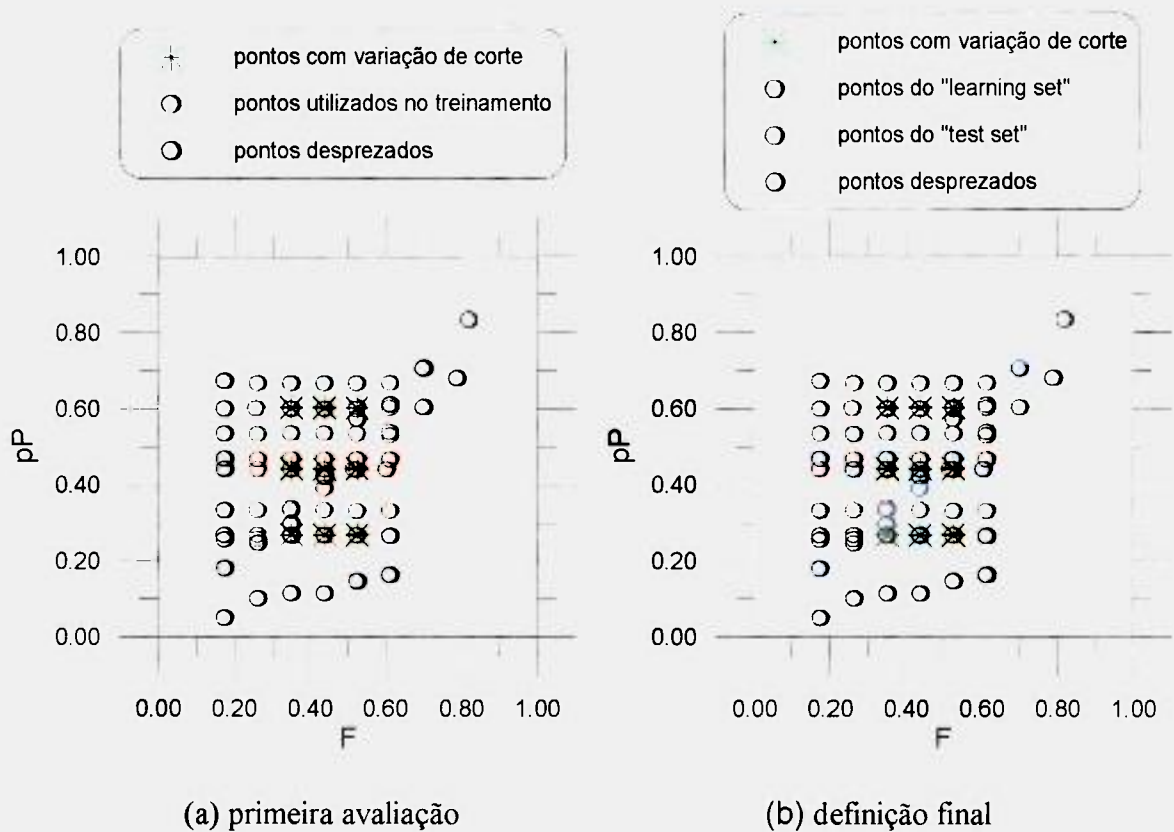 pontos com variação de corte
pontos utilizados no treinamento
pontos desprezados
1.00
0.80
0.60
0.40
0.20
0.00
pP
0.00 0.20 0.40 0.60 0.80 1.00
F
(a) primeira avaliação
pontos com variação de corte
pontos do "learning set"
pontos do "test set"
pontos desprezados
1.00
0.80
0.60
0.40
0.20
0.00
pP
0.00 0.20 0.40 0.60 0.80 1.00
F
(b) definição final